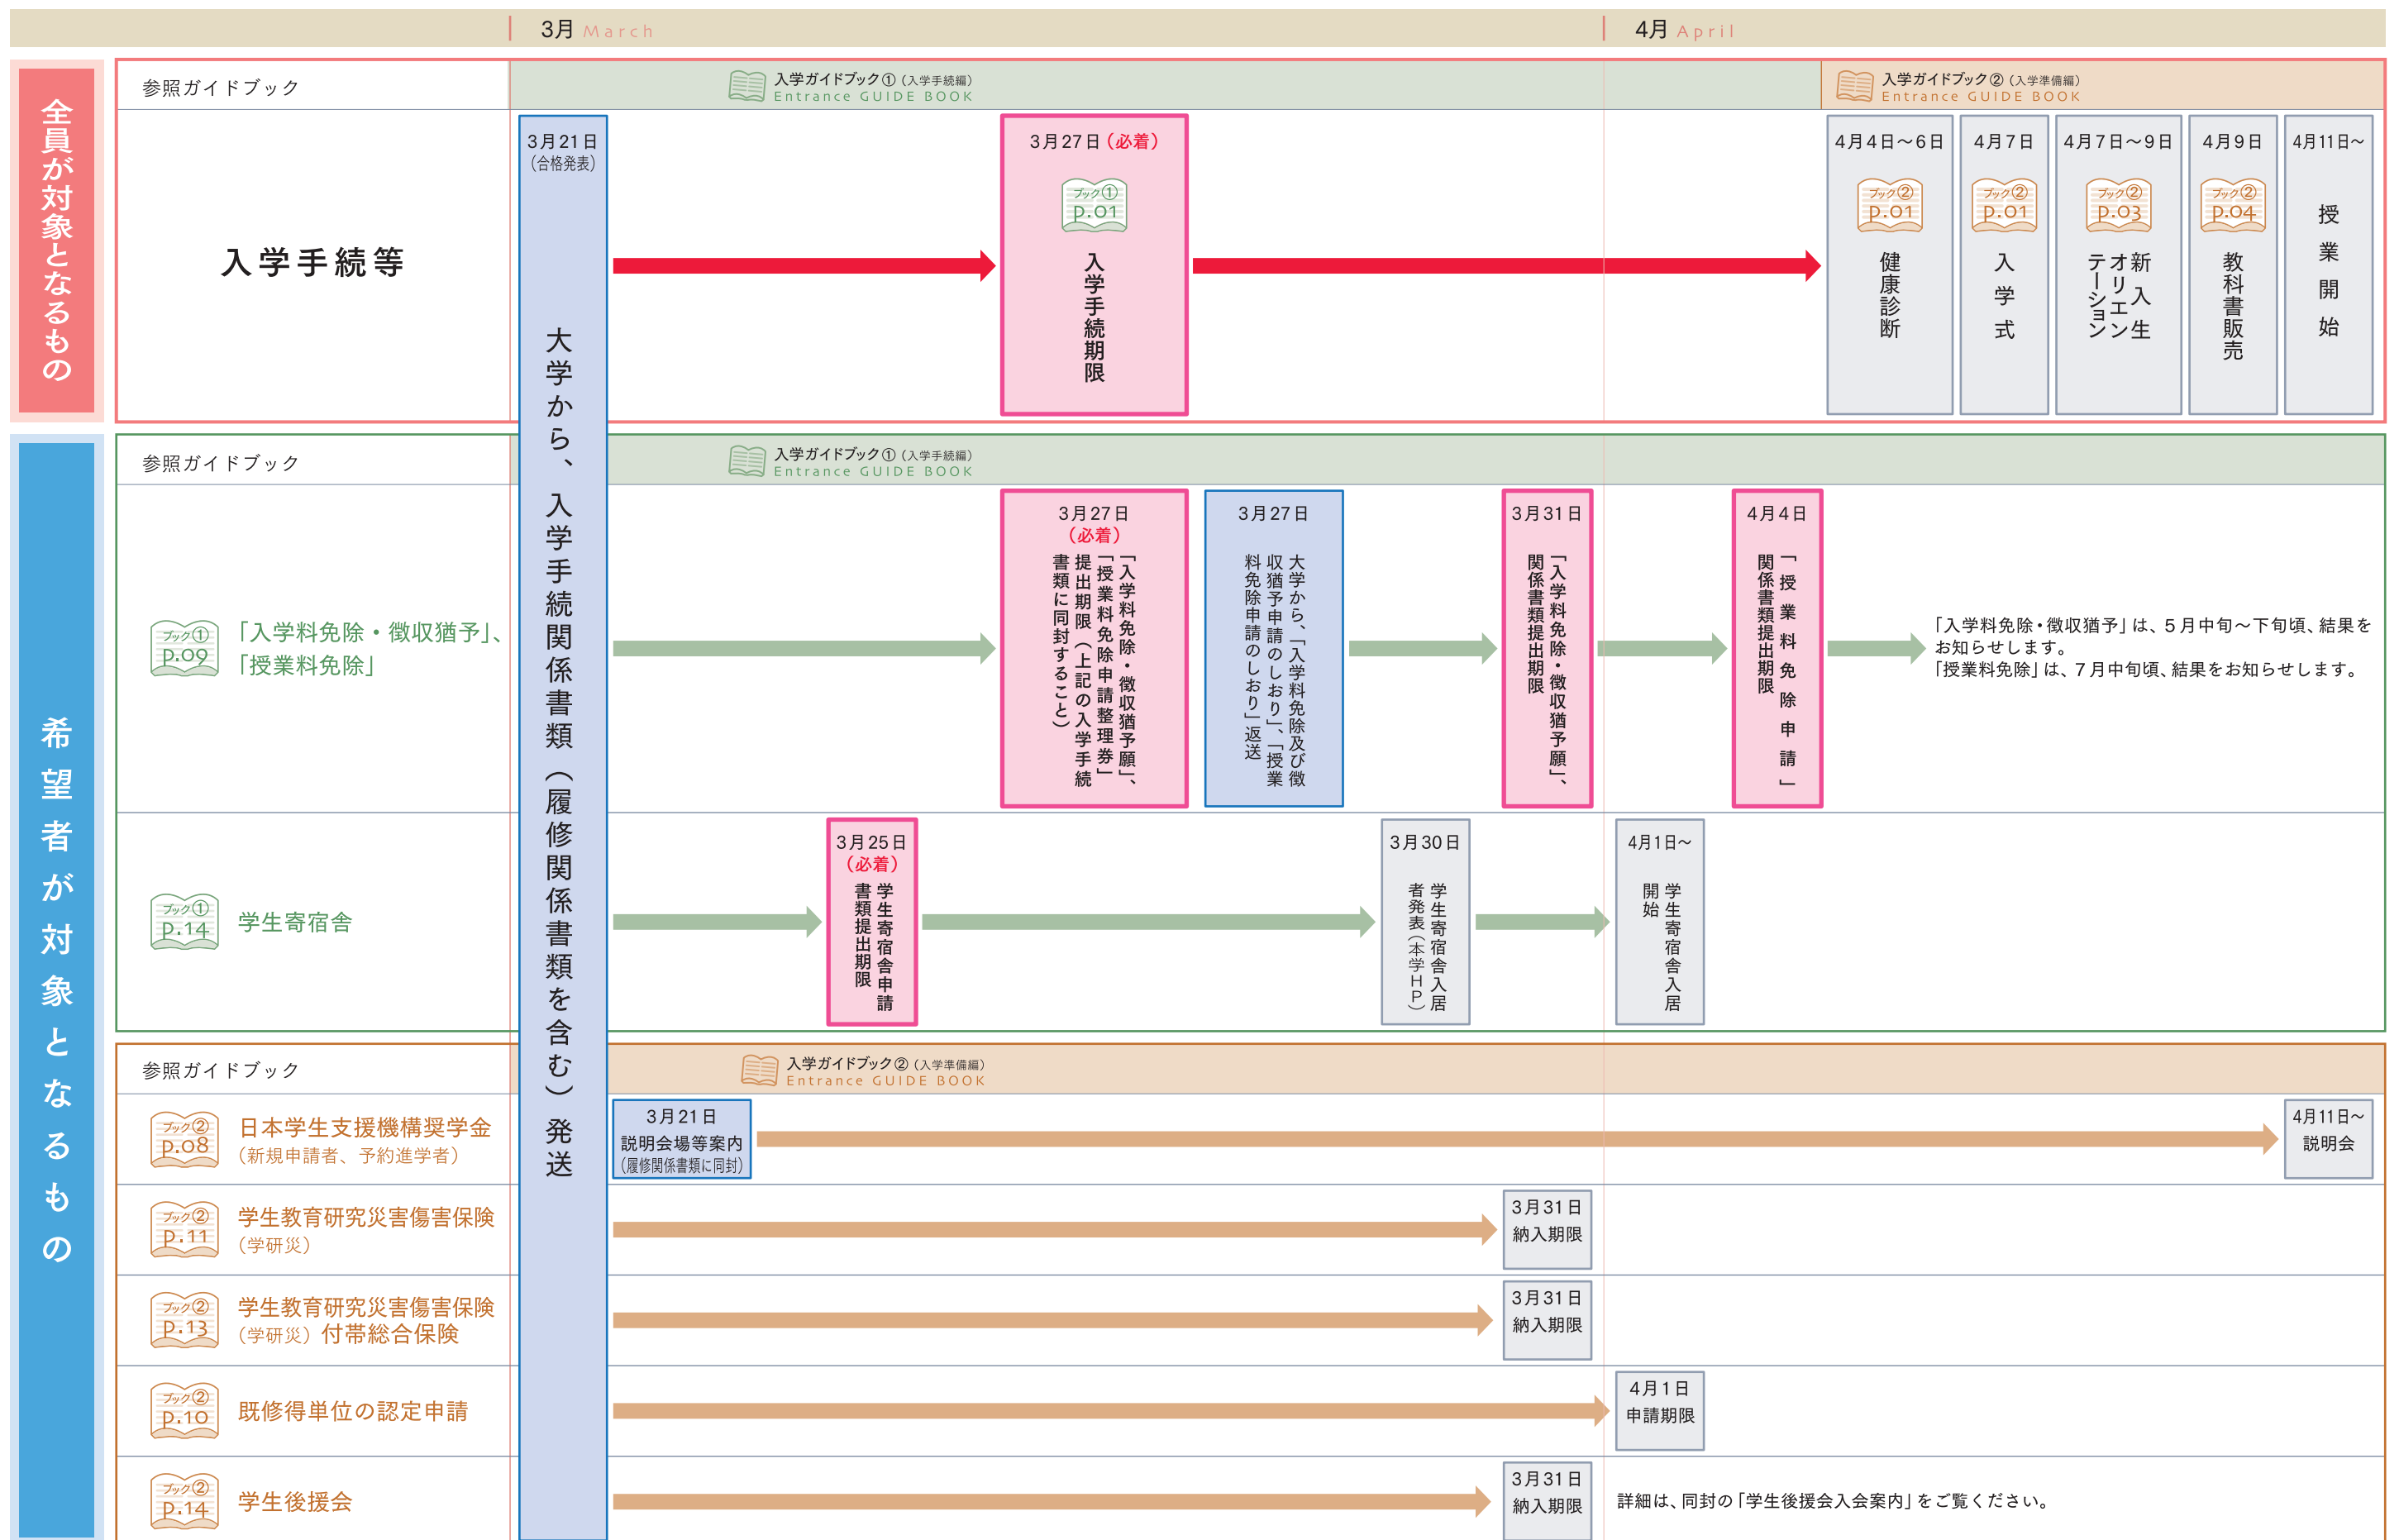 3月 March
4月 April
全員が対象となるもの
参照ガイドブック
入学ガイドブック①（入学手続編）
Entrance GUIDE BOOK
入学ガイドブック②（入学準備編）
Entrance GUIDE BOOK
入学手続等
3月21日
（合格発表）
大学から、入学手続関係書類（履修関係書類を含む）発送
3月27日（必着）
ブック①
p.01
入学手続期限
4月4日～6日
ブック②
p.01
健康診断
4月7日
ブック②
p.01
入学式
4月7日～9日
ブック②
p.03
新入生
オリエン
テーション
4月9日
ブック②
p.04
教科書販売
4月11日～
授業開始
希望者が対象となるもの
参照ガイドブック
入学ガイドブック①（入学手続編）
Entrance GUIDE BOOK
ブック①
p.09
「入学料免除・徴収猶予」、
「授業料免除」
3月27日
（必着）
「入学料免除・徴収猶予願」、
「授業料免除申請整理券」
提出期限（上記の入学手続
書類に同封すること）
3月27日
大学から、「入学料免除及び徴
収猶予申請のしおり」、「授業
料免除申請のしおり」返送
3月31日
「入学料免除・徴収猶予願」、
関係書類提出期限
4月4日
「授業料免除申請」
関係書類提出期限
「入学料免除・徴収猶予」は、5月中旬～下旬頃、結果を
お知らせします。
「授業料免除」は、7月中旬頃、結果をお知らせします。
ブック①
p.14
学生寄宿舎
3月25日
（必着）
学生寄宿舎申請
書類提出期限
3月30日
学生寄宿舎入居
者発表（本学HP）
4月1日～
学生寄宿舎入居
開始
参照ガイドブック
入学ガイドブック②（入学準備編）
Entrance GUIDE BOOK
ブック②
p.08
日本学生支援機構奨学金
（新規申請者、予約進学者）
3月21日
説明会場等案内
（履修関係書類に同封）
4月11日～
説明会
ブック②
p.11
学生教育研究災害傷害保険
（学研災）
3月31日
納入期限
ブック②
p.13
学生教育研究災害傷害保険
（学研災）付帯総合保険
3月31日
納入期限
ブック②
p.10
既修得単位の認定申請
4月1日
申請期限
ブック②
p.14
学生後援会
3月31日
納入期限
詳細は、同封の「学生後援会入会案内」をご覧ください。